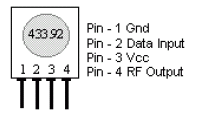 433.92
1 2 3 4
Pin - 1 Gnd
Pin - 2 Data Input
Pin - 3 Vcc
Pin - 4 RF Output